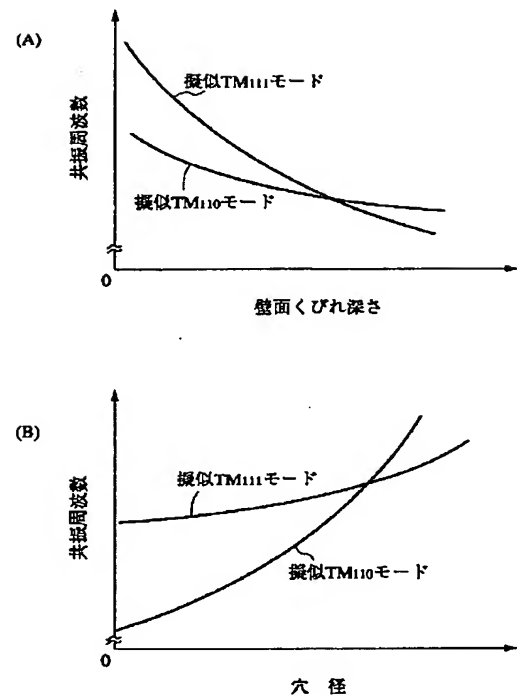 (A)
共振周波数
擬似TM111モード
擬似TM110モード
0
壁面くびれ深さ
(B)
共振周波数
擬似TM111モード
擬似TM110モード
0
穴 径